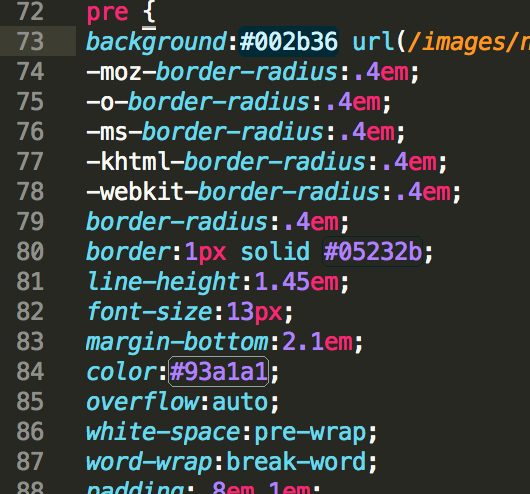 72 pre {
73 background:#002b36 url(/images/n
74 -moz-border-radius:.4em;
75 -o-border-radius:.4em;
76 -ms-border-radius:.4em;
77 -khtml-border-radius:.4em;
78 -webkit-border-radius:.4em;
79 border-radius:.4em;
80 border:1px solid #05232b;
81 line-height:1.45em;
82 font-size:13px;
83 margin-bottom:2.1em;
84 color:#93a1a1;
85 overflow:auto;
86 white-space:pre-wrap;
87 word-wrap:break-word;
88 padding:.8em 1em;